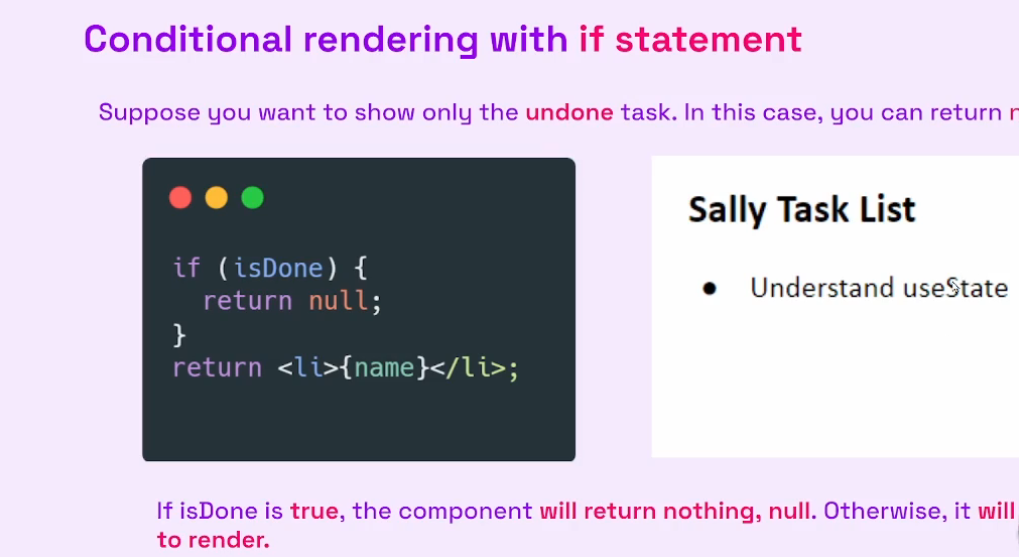 Conditional rendering with if statement
Suppose you want to show only the undone task. In this case, you can return
if (isDone) {
return null;
}
return <li>{name}</li>;
Sally Task List
● Understand useState
If isDone is true, the component will return nothing, null. Otherwise, it will
to render.